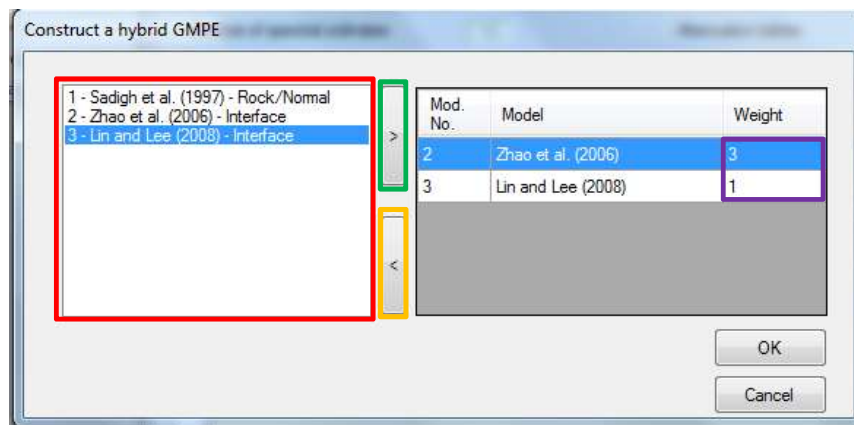 Construct a hybrid GMPE
1 - Sadigh et al. (1997) - Rock/Normal
2 - Zhao et al. (2006) - Interface
3 - Lin and Lee (2008) - Interface
>
<
Mod. No. Model Weight
2 Zhao et al. (2006) 3
3 Lin and Lee (2008) 1
OK
Cancel